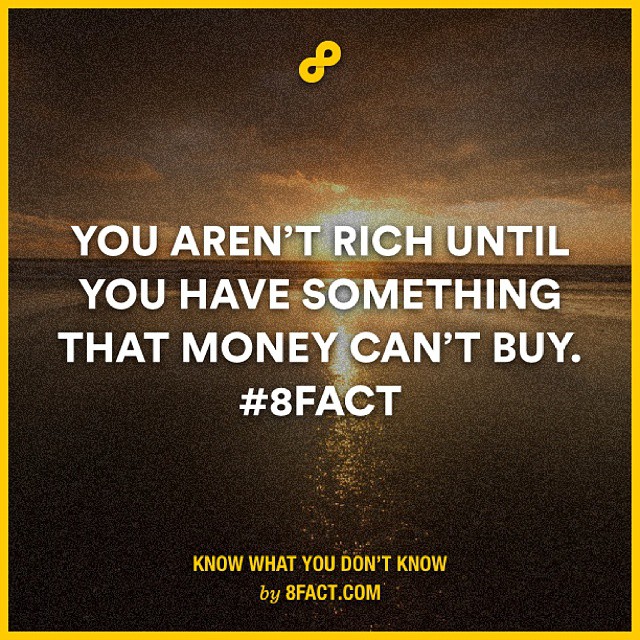 YOU AREN'T RICH UNTIL
YOU HAVE SOMETHING
THAT MONEY CAN'T BUY.
#8FACT
KNOW WHAT YOU DON'T KNOW
by 8FACT.COM